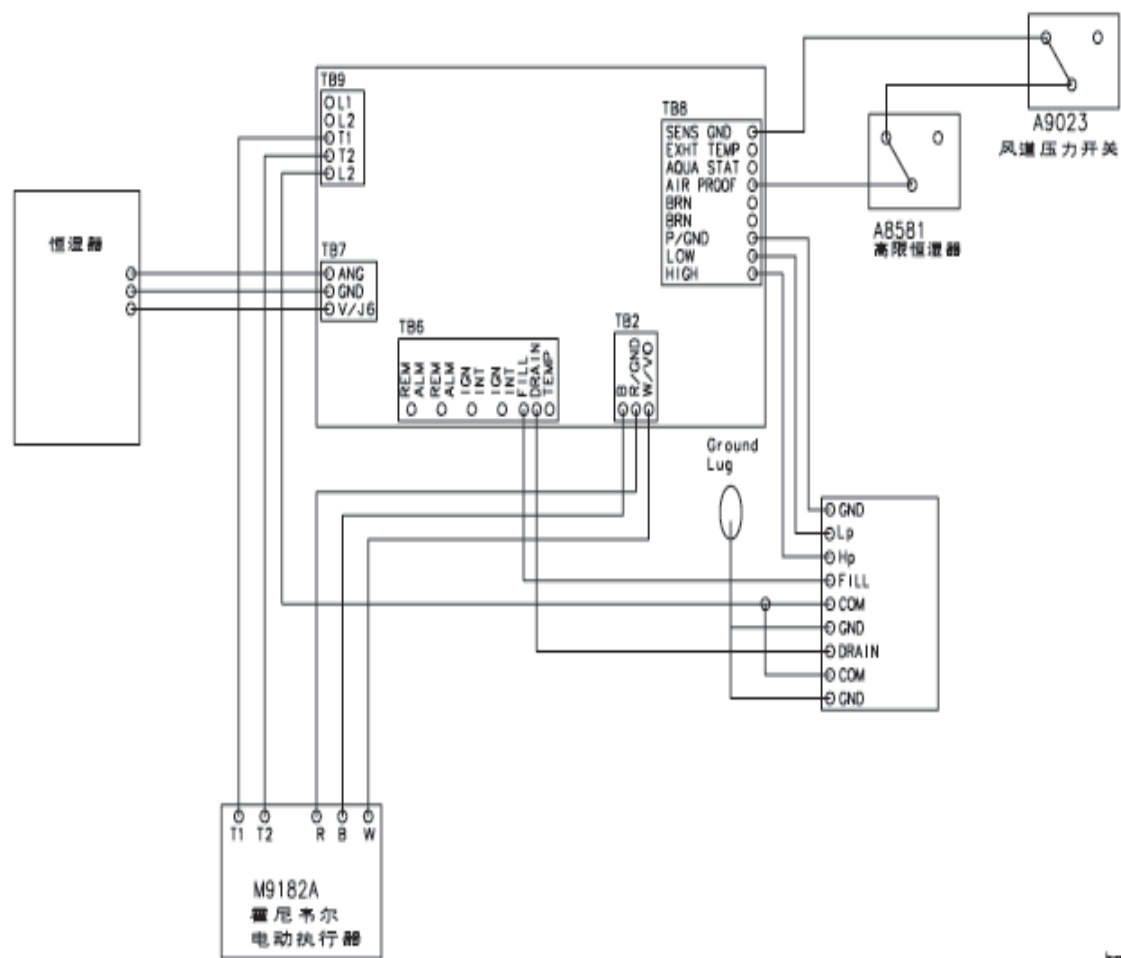 A9023
风道压力开关
A8581
高限恒湿器
TB9
L1
L2
T1
T2
L2
TB8
SENS GND
EXHT TEMP
AQUA STAT
AIR PROOF
BRN
BRN
P/GND
LOW
HIGH
恒湿器
TB7
ANG
GND
V/J6
TB6
REM ALM
REM ALM
IGN INT
IGN INT
FILL
DRAIN
TEMP
TB2
B
R/GND
W/VO
Ground
Lug
GND
Lp
Hp
FILL
COM
GND
DRAIN
COM
GND
T1 T2 R B W
M9182A
霍尼韦尔
电动执行器